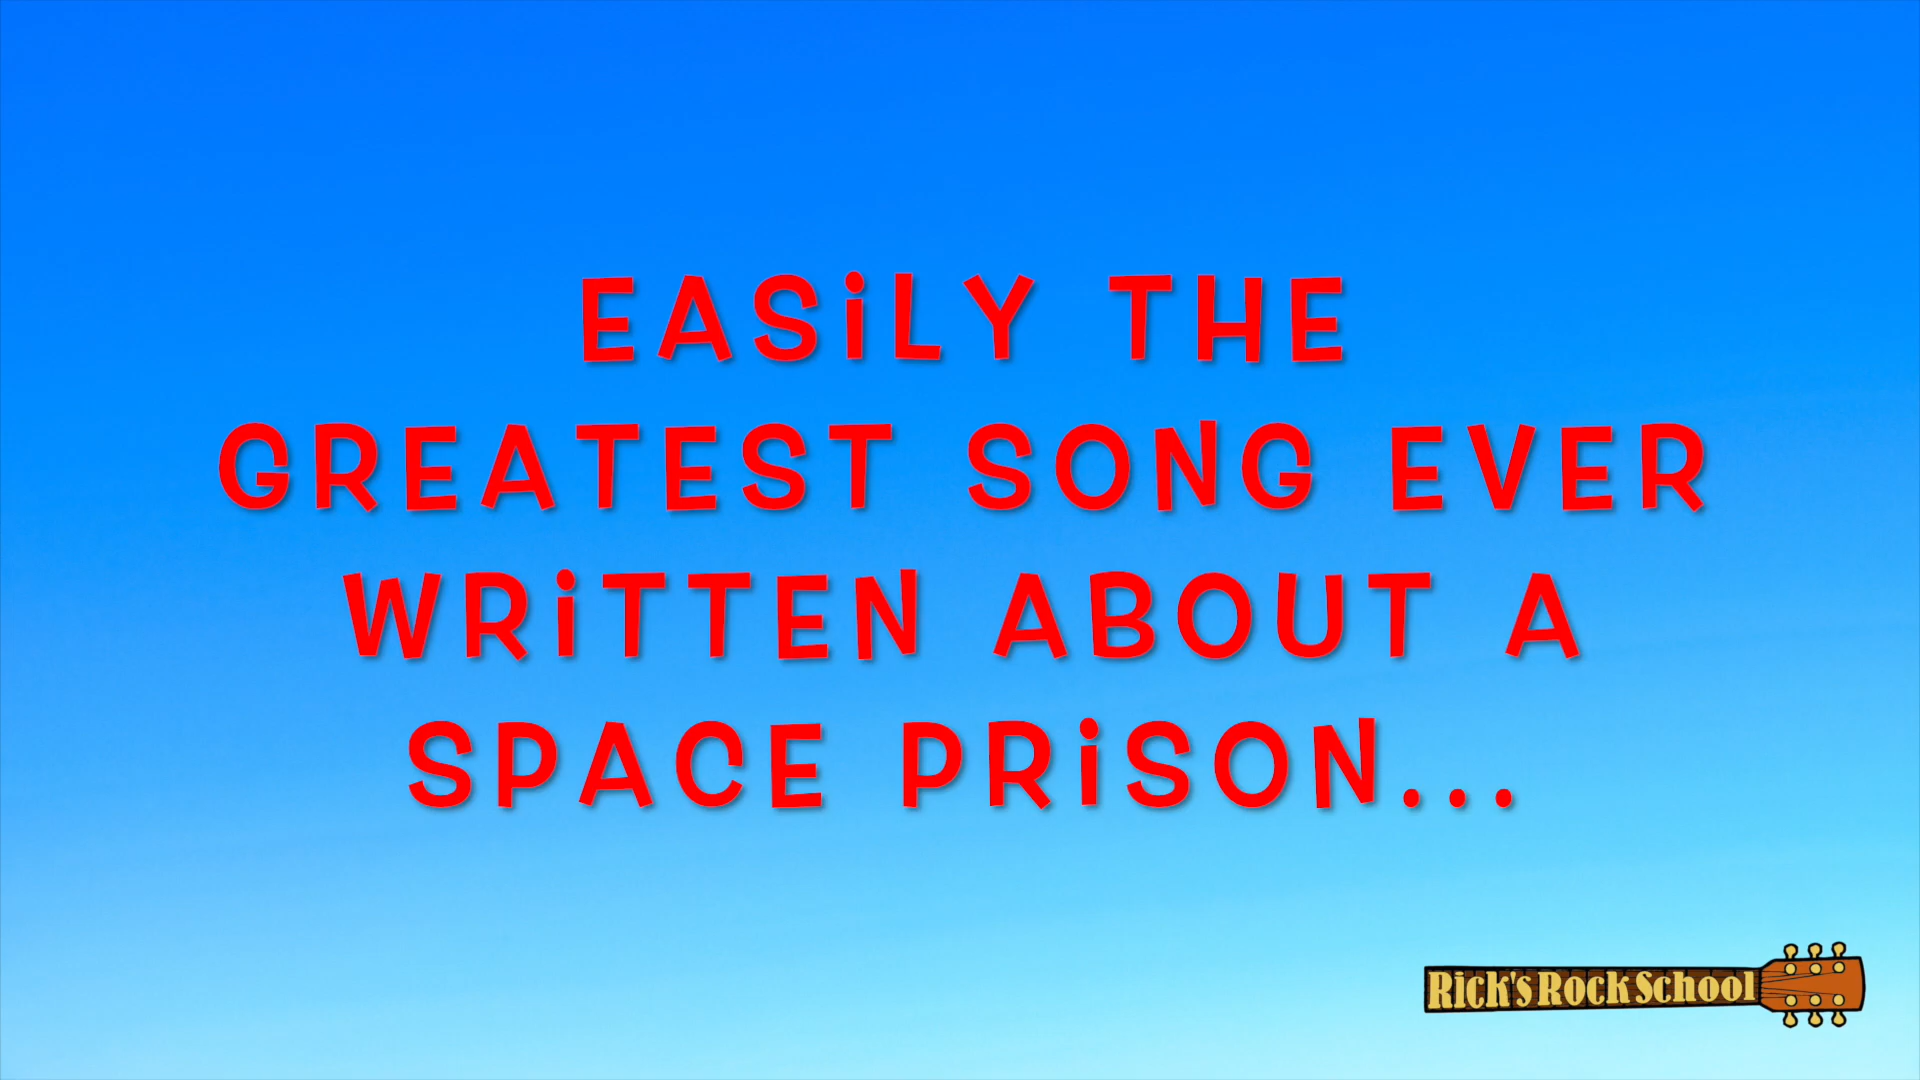 EASiLY THE
GREATEST SONG EVER
WRiTTEN ABOUT A
SPACE PRiSON...
Rick's Rock School